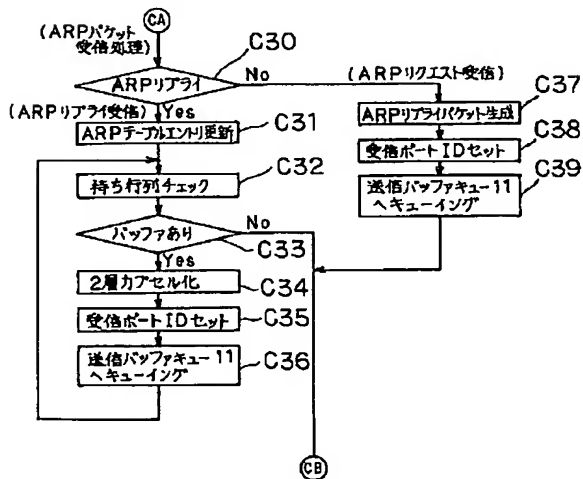 CA
(ARPパケット
受信処理)
C30
ARPリプライ
No
(ARPリクエスト受信)
(ARPリプライ受信)
Yes
C31
ARPテーブルエントリ更新
C32
待ち行列チェック
バッファあり
No
C33
Yes
2層カプセル化
C34
受信ポートIDセット
C35
送信バッファキュー11
へキューイング
C36
C37
ARPリプライパケット生成
C38
受信ポートIDセット
C39
送信バッファキュー11
へキューイング
CB